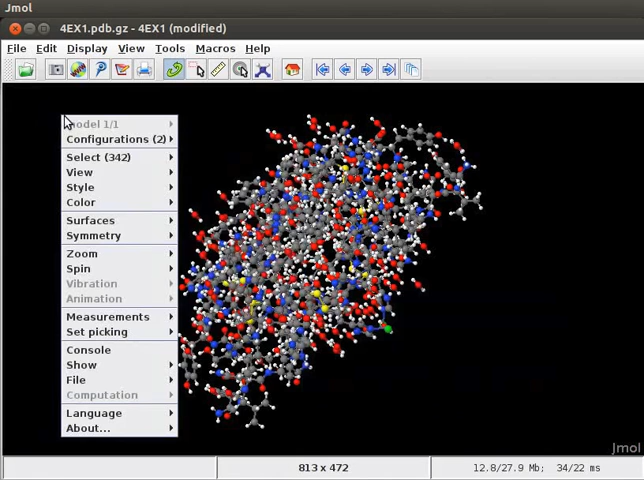 Jmol
4EX1.pdb.gz - 4EX1 (modified)
File Edit Display View Tools Macros Help
odel 1/1
Configurations (2)
Select (342)
View
Style
Color
Surfaces
Symmetry
Zoom
Spin
Vibration
Animation
Measurements
Set picking
Console
Show
File
Computation
Language
About...
Jmol
813 x 472
12.8/27.9 Mb; 34/22 ms